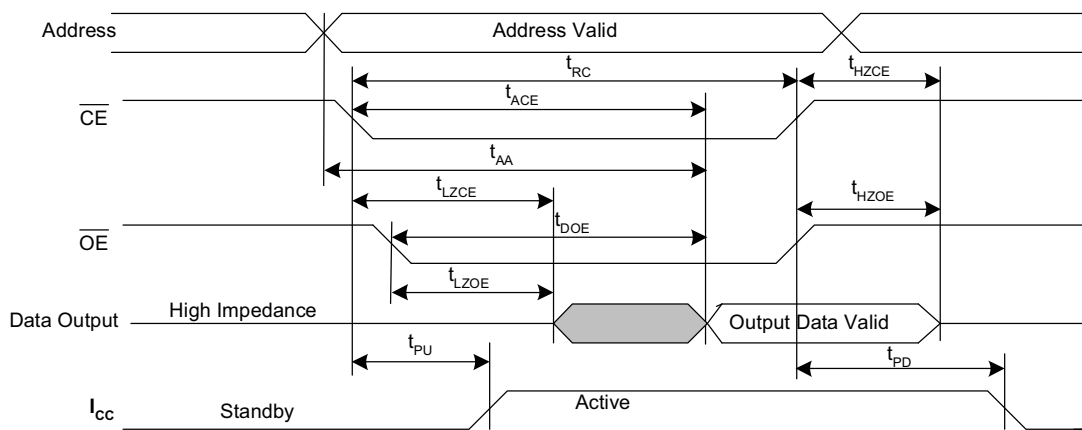 Address
Address Valid
tRC
tHZCE
tACE
CE
tAA
tLZCE
tHZOE
OE
tDOE
tLZOE
High Impedance
Data Output
Output Data Valid
tPU
tPD
ICC
Standby
Active